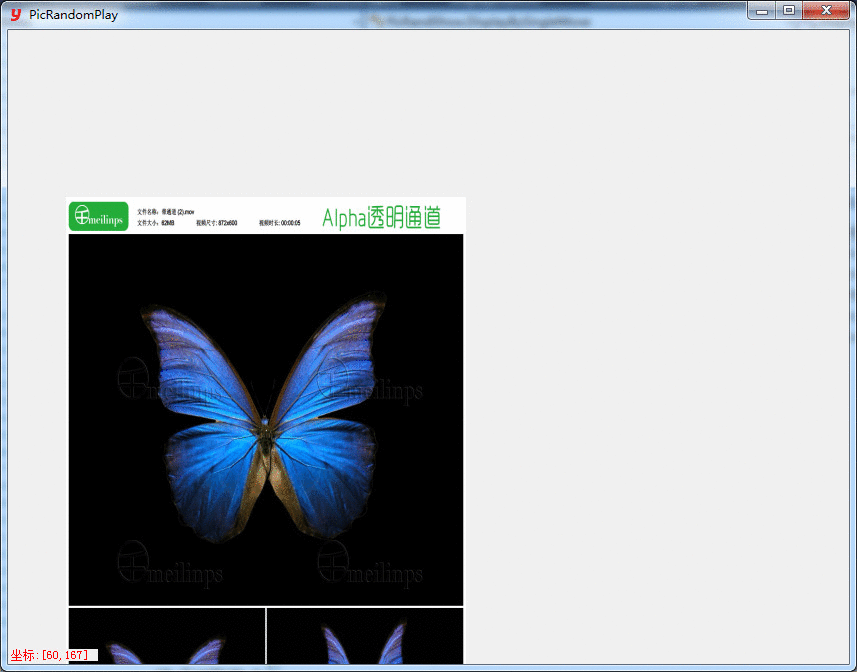 PicRandomPlay
meilinps
文件名称: 像通道 (2).mov
文件大小: 82MB 视频尺寸: 872x600 视频时长: 00:00:05
Alpha透明通道
meilinps
meilinps
meilinps
meilinps
坐标:[60,167]